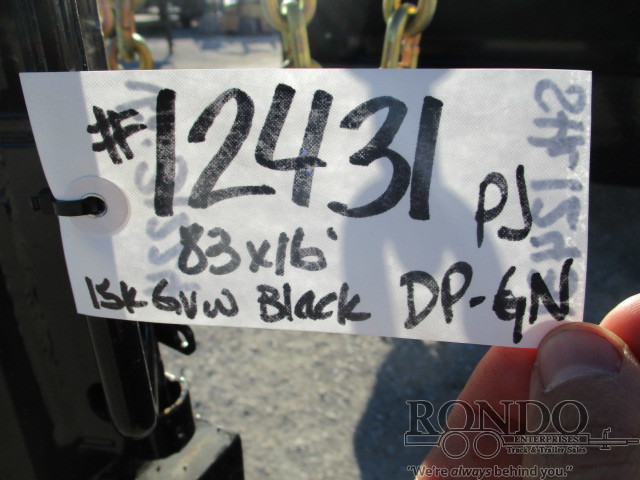 #12431 PJ
83x16'
15K GVW Black DP-GN
RONDO
ENTERPRISES
Truck & Trailer Sales
"We're always behind you."